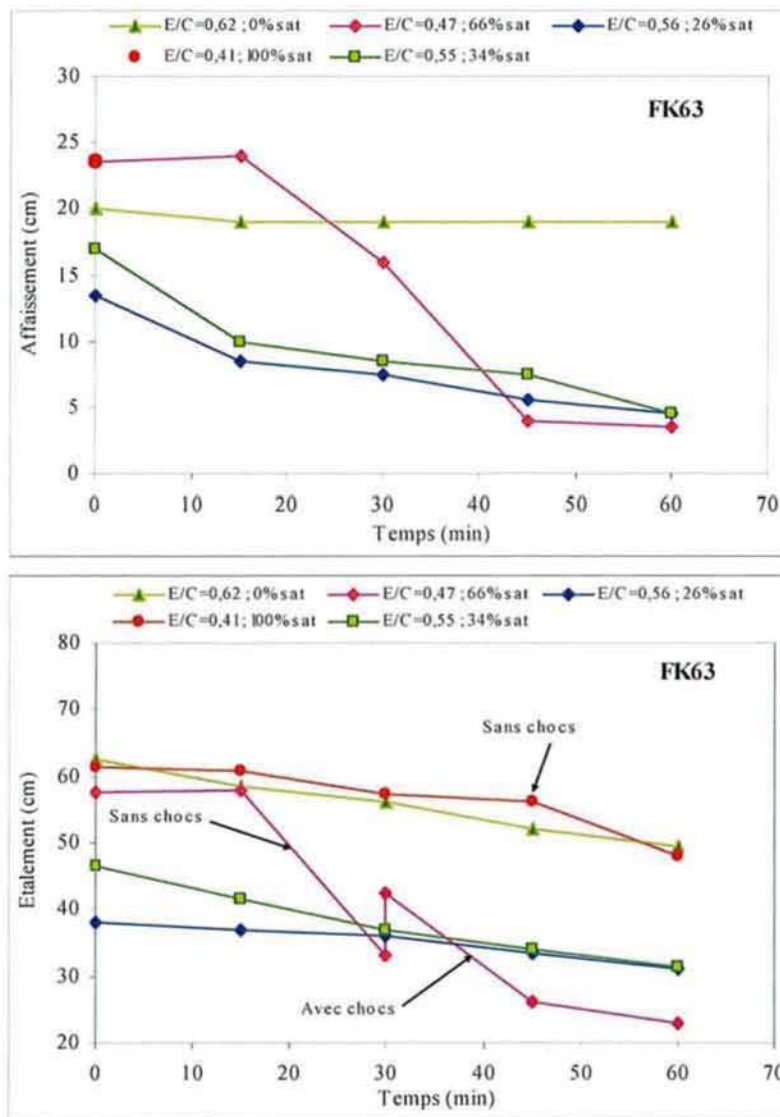 E/C=0,62 ; 0%sat E/C=0,47 ; 66%sat E/C=0,56 ; 26%sat
E/C=0,41 ; 100%sat E/C=0,55 ; 34%sat
30
25
20
15
10
5
0
FK63
Affaissement (cm)
0 10 20 30 40 50 60 70
Temps (min)
E/C=0,62 ; 0%sat E/C=0,47 ; 66%sat E/C=0,56 ; 26%sat
E/C=0,41; 100%sat E/C=0,55 ; 34%sat
80
70
60
50
40
30
20
FK63
Sans chocs
Sans chocs
Avec chocs
Etalement (cm)
0 10 20 30 40 50 60 70
Temps (min)